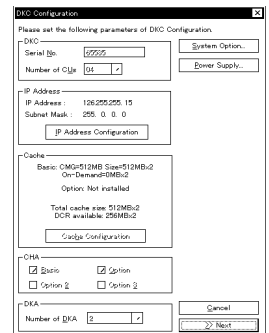 DKC Configuration
Please set the following parameters of DKC Configuration.
DKC
Serial No. 65535
Number of CUs 04
System Option...
Power Supply...
IP Address
IP Address : 126.255.255. 15
Subnet Mask : 255. 0. 0. 0
IP Address Configuration
Cache
Basic: CMG=512MB Size=512MBx2
On-Demand=0MBx2
Option: Not installed
Total cache size: 512MBx2
DCR available: 256MBx2
Cache Configuration
CHA
Basic
Option
Option 2
Option 3
DKA
Number of DKA 2
Cancel
>> Next